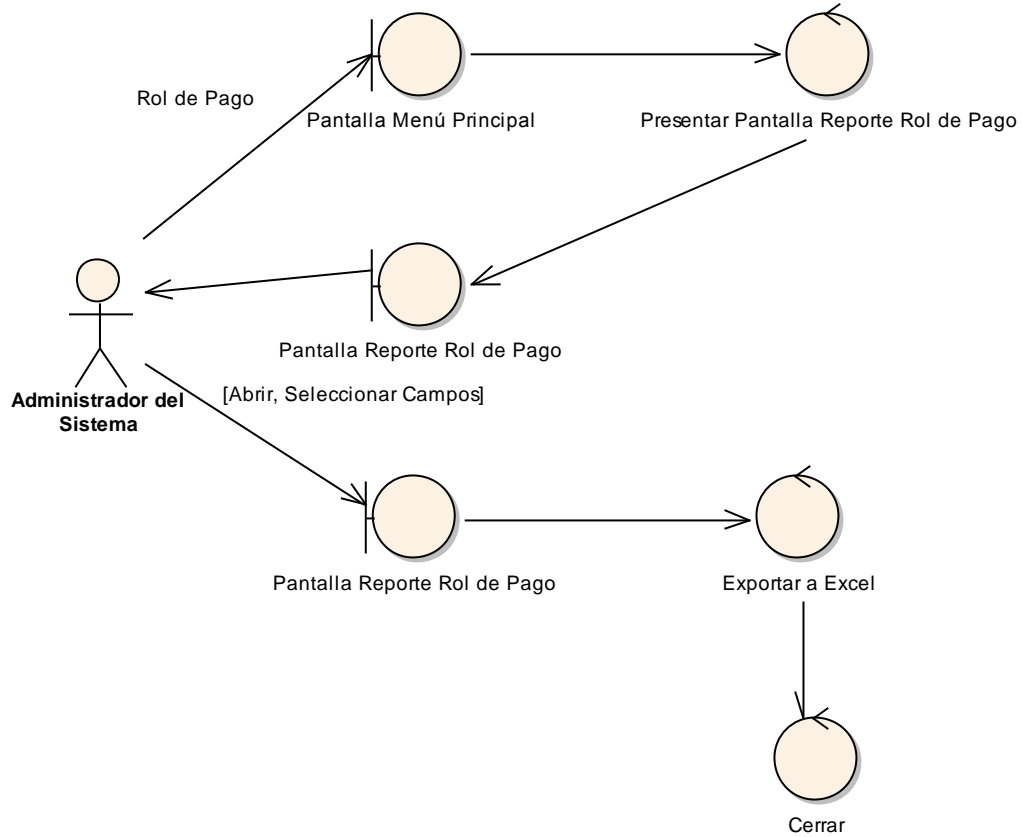 Rol de Pago
Pantalla Menú Principal
Presentar Pantalla Reporte Rol de Pago
Pantalla Reporte Rol de Pago
[Abrir, Seleccionar Campos]
Administrador del
Sistema
Pantalla Reporte Rol de Pago
Exportar a Excel
Cerrar